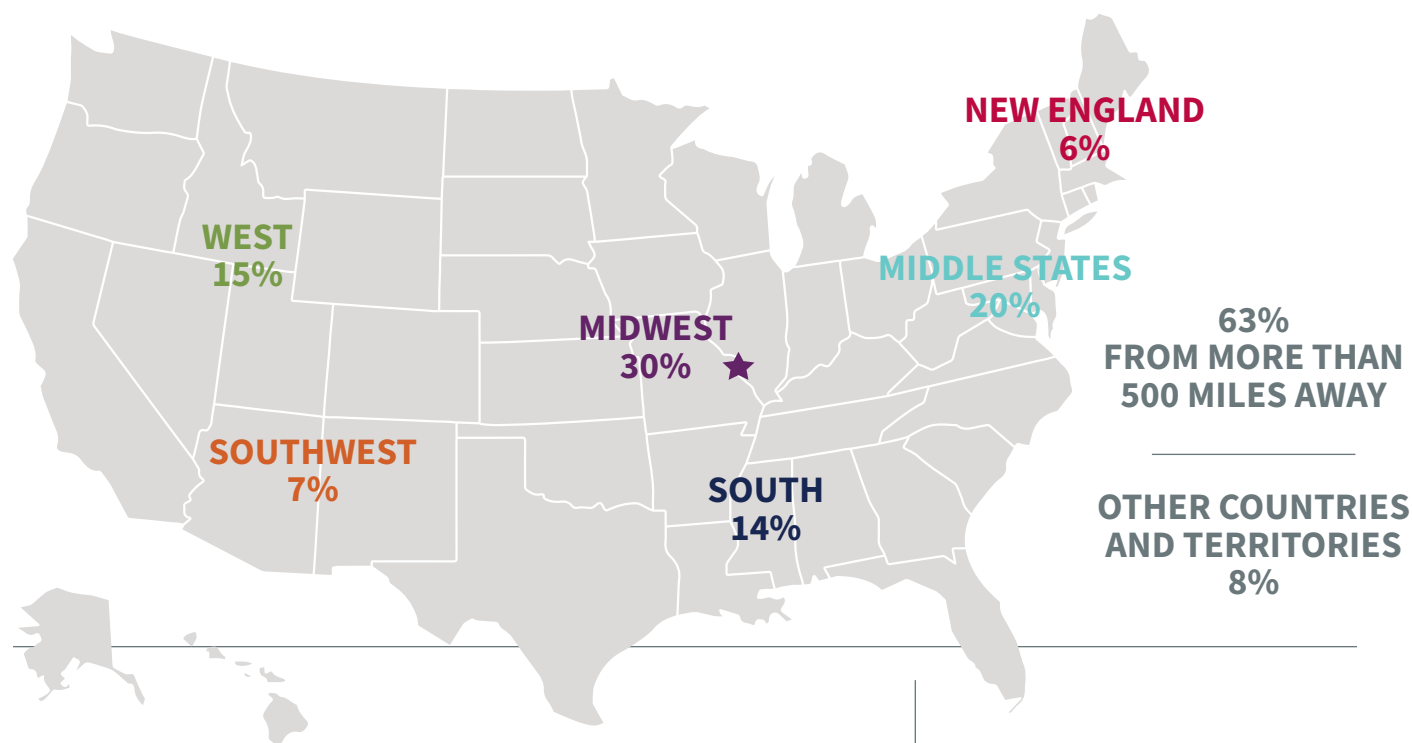 NEW ENGLAND
6%
WEST
15%
MIDDLE STATES
20%
MIDWEST
30%
63%
FROM MORE THAN
500 MILES AWAY
SOUTHWEST
7%
SOUTH
14%
OTHER COUNTRIES
AND TERRITORIES
8%